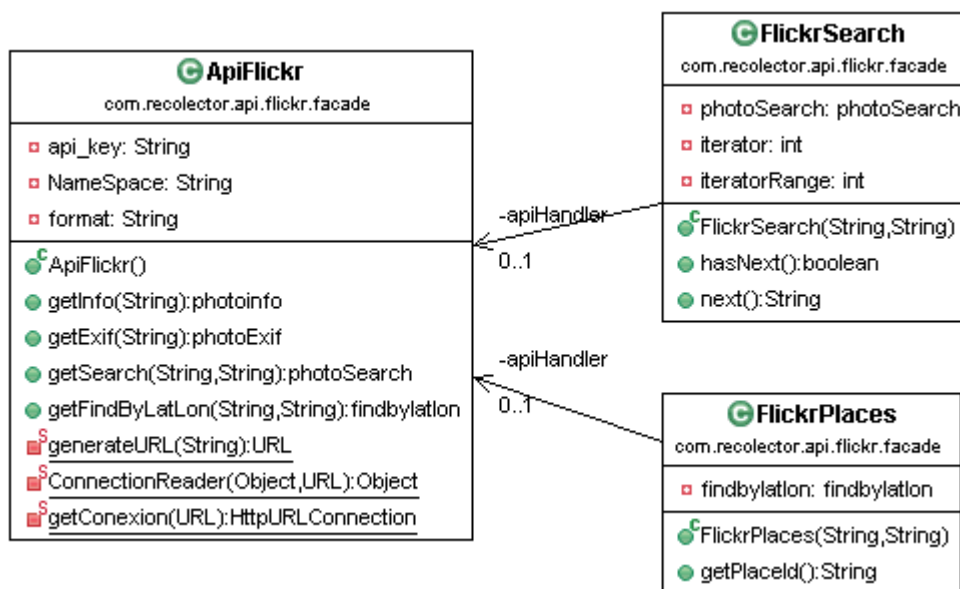 ApiFlickr
com.recolector.api.flickr.facade
api_key: String
NameSpace: String
format: String
ApiFlickr()
getInfo(String):photoinfo
getExif(String):photoExif
getSearch(String,String):photoSearch
getFindByLatLon(String,String):findbylatlon
generateURL(String):URL
ConnectionReader(Object,URL):Object
getConexion(URL):HttpURLConnection
-apiHandler
0..1
-apiHandler
0..1
FlickrSearch
com.recolector.api.flickr.facade
photoSearch: photoSearch
iterator: int
iteratorRange: int
FlickrSearch(String,String)
hasNext():boolean
next():String
FlickrPlaces
com.recolector.api.flickr.facade
findbylatlon: findbylatlon
FlickrPlaces(String,String)
getPlaceId():String